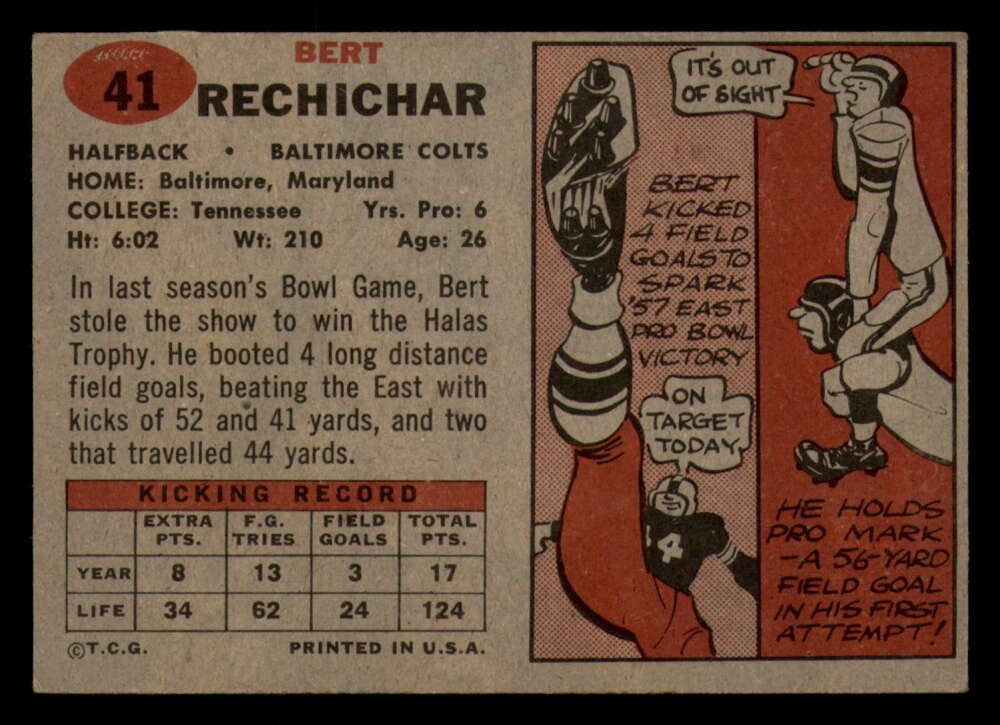 41
BERT
RECHICHAR
HALFBACK • BALTIMORE COLTS
HOME: Baltimore, Maryland
COLLEGE: Tennessee Yrs. Pro: 6
Ht: 6:02 Wt: 210 Age: 26
In last season's Bowl Game, Bert
stole the show to win the Halas
Trophy. He booted 4 long distance
field goals, beating the East with
kicks of 52 and 41 yards, and two
that travelled 44 yards.
KICKING RECORD
EXTRA PTS. F.G. TRIES FIELD GOALS TOTAL PTS.
YEAR 8 13 3 17
LIFE 34 62 24 124
©T.C.G. PRINTED IN U.S.A.
BERT
KICKED
4 FIELD
GOALS TO
SPARK
'57 EAST
PRO BOWL
VICTORY
ON
TARGET
TODAY
44
IT'S OUT
OF SIGHT
HE HOLDS
PRO MARK
-A 56-YARD
FIELD GOAL
IN HIS FIRST
ATTEMPT!